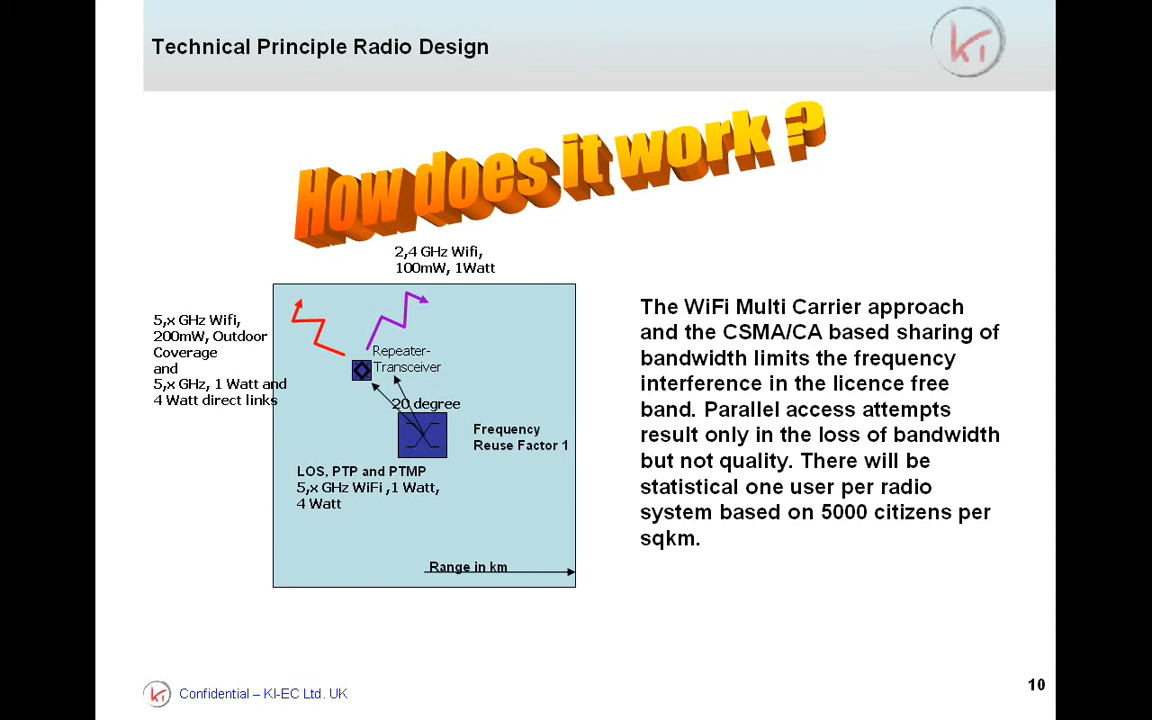 Technical Principle Radio Design
ki
How does it work ?
2,4 GHz Wifi,
100mW, 1Watt
5,x GHz Wifi,
200mW, Outdoor
Coverage
and
5,x GHz, 1 Watt and
4 Watt direct links
Repeater-
Transceiver
20 degree
Frequency
Reuse Factor 1
LOS, PTP and PTMP
5,x GHz WiFi ,1 Watt,
4 Watt
Range in km
The WiFi Multi Carrier approach
and the CSMA/CA based sharing of
bandwidth limits the frequency
interference in the licence free
band. Parallel access attempts
result only in the loss of bandwidth
but not quality. There will be
statistical one user per radio
system based on 5000 citizens per
sqkm.
ki
Confidential – KI-EC Ltd. UK
10